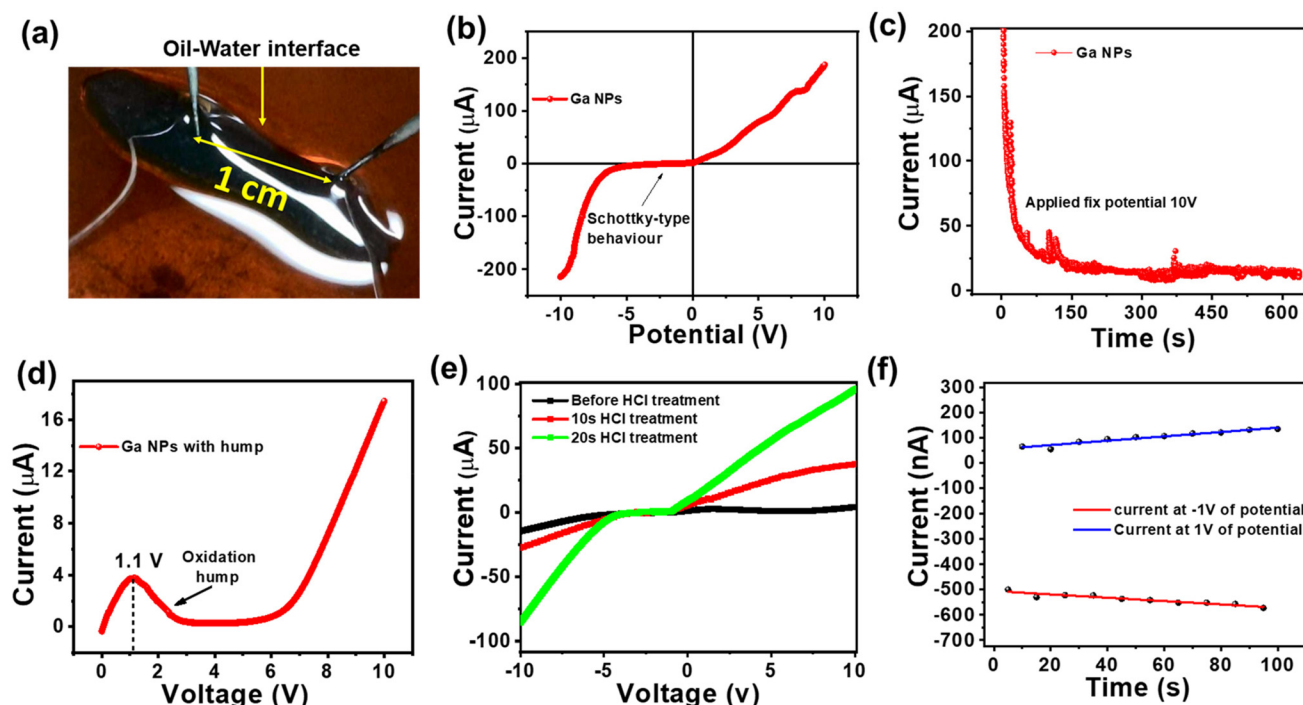 (a)
Oil-Water interface
1 cm
(b)
Current (µA)
200
100
0
-100
-200
Ga NPs
Schottky-type
behaviour
-10
-5
0
5
10
Potential (V)
(c)
Current (µA)
200
150
100
50
0
Ga NPs
Applied fix potential 10V
0
150
300
450
600
Time (s)
(d)
Current (µA)
16
12
8
4
0
Ga NPs with hump
1.1 V
Oxidation
hump
0
2
4
6
8
10
Voltage (V)
(e)
Current (µA)
100
50
0
-50
-100
Before HCl treatment
10s HCl treatment
20s HCl treatment
-10
-5
0
5
10
Voltage (v)
(f)
Current (nA)
300
200
100
0
-100
-200
-300
-400
-500
-600
-700
current at -1V of potential
Current at 1V of potential
0
20
40
60
80
100
Time (s)